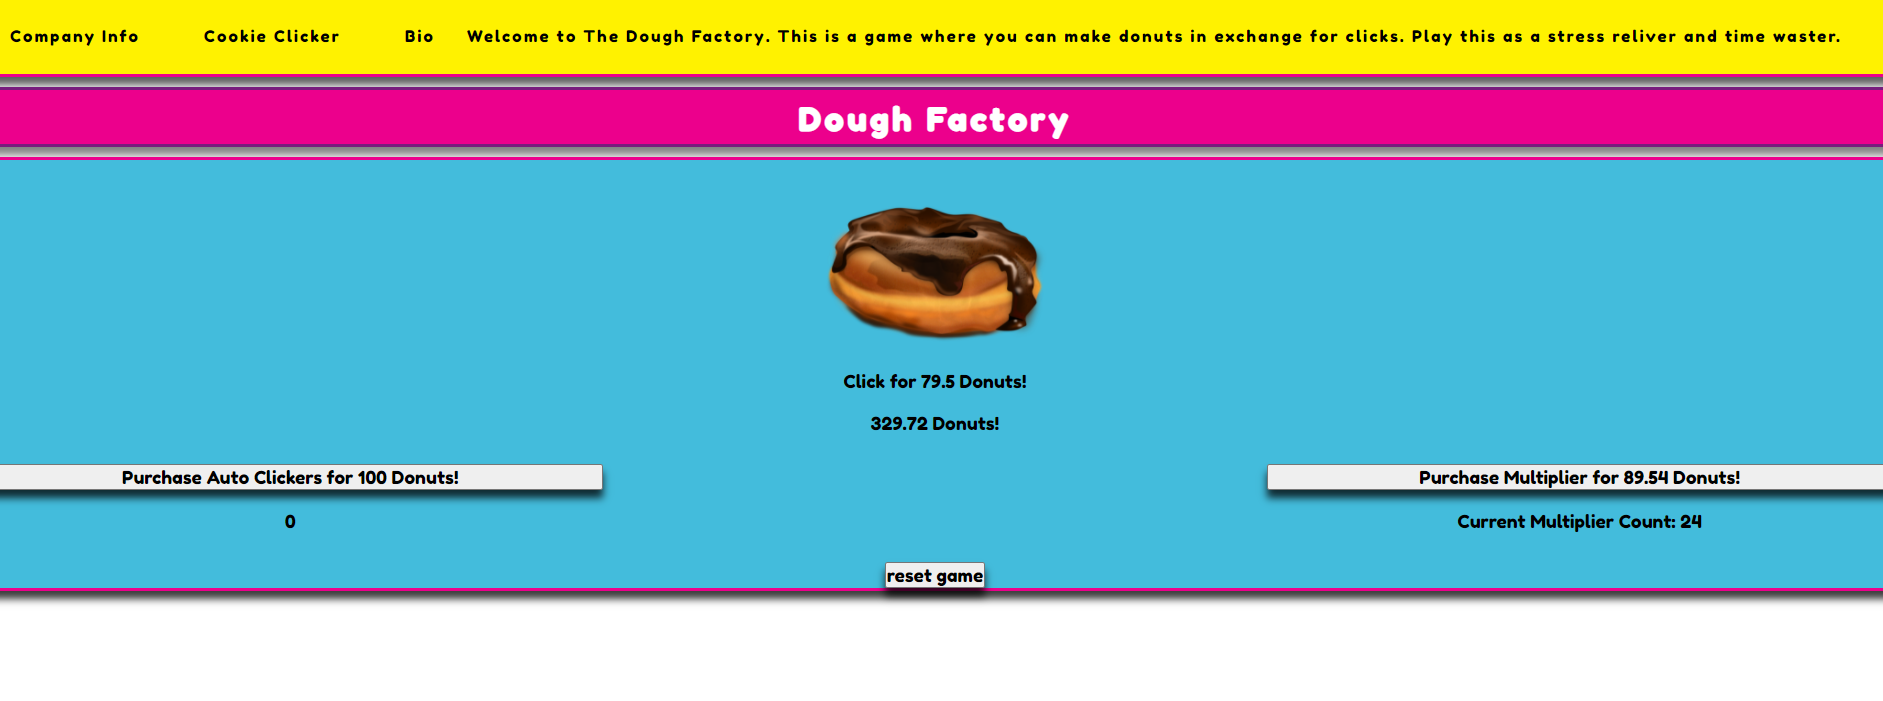 Company Info Cookie Clicker Bio Welcome to The Dough Factory. This is a game where you can make donuts in exchange for clicks. Play this as a stress reliver and time waster.
Dough Factory
Click for 79.5 Donuts!
329.72 Donuts!
Purchase Auto Clickers for 100 Donuts! Purchase Multiplier for 89.54 Donuts!
0 Current Multiplier Count: 24
reset game